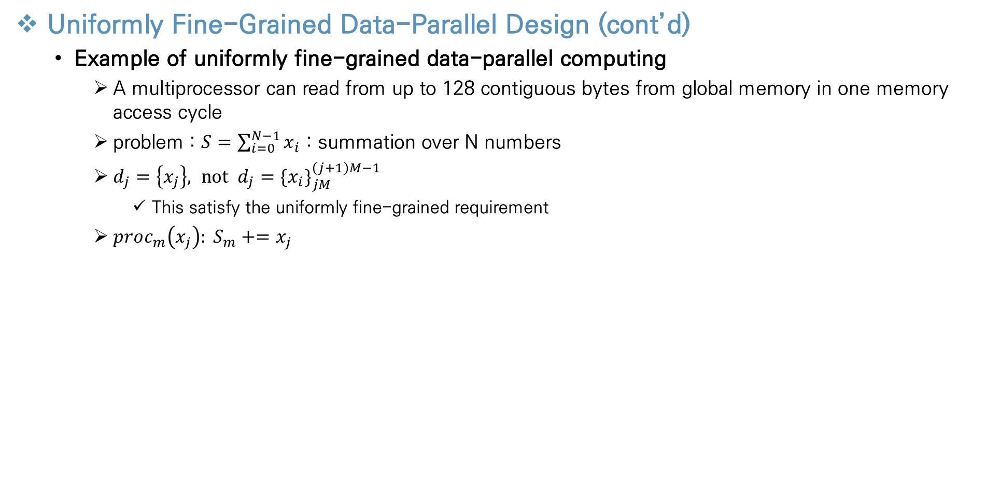 ❖ Uniformly Fine-Grained Data-Parallel Design (cont’d)
• Example of uniformly fine-grained data-parallel computing
➢ A multiprocessor can read from up to 128 contiguous bytes from global memory in one memory
access cycle
➢ problem : $S = \sum_{i=0}^{N-1} x_i$ : summation over N numbers
➢ $d_j = \{x_j\}$, not $d_j = \{x_i\}_{jM}^{(j+1)M-1}$
✓ This satisfy the uniformly fine-grained requirement
➢ $proc_m(x_j)$: $S_m$ += $x_j$